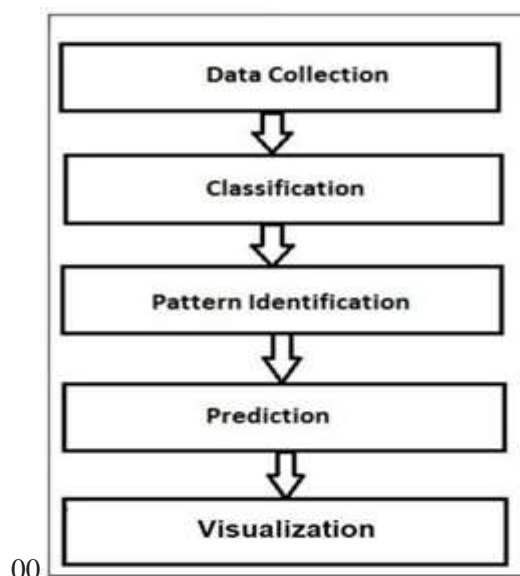 Data Collection
Classification
Pattern Identification
Prediction
Visualization
00